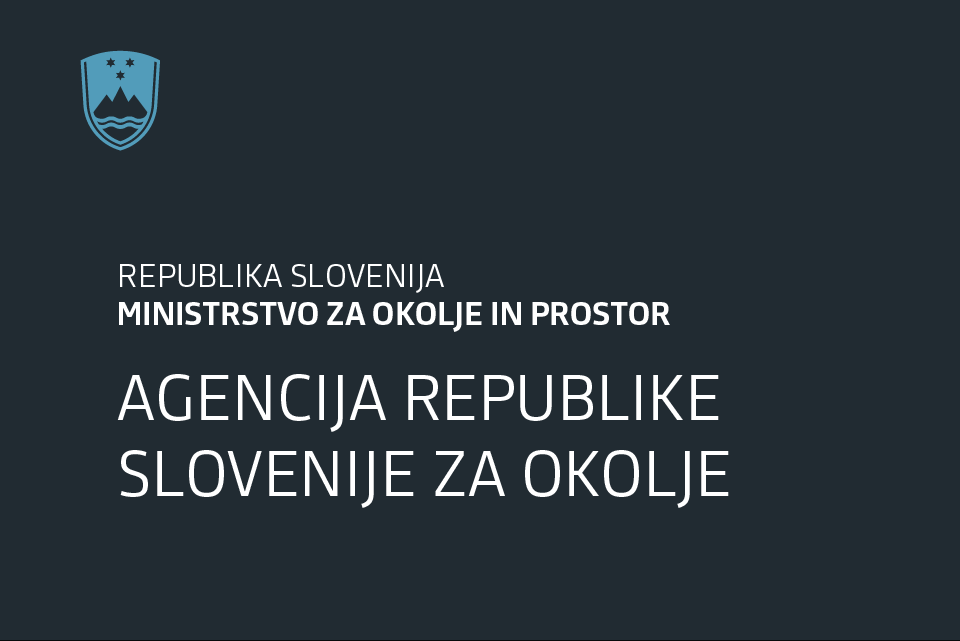 REPUBLIKA SLOVENIJA
MINISTRSTVO ZA OKOLJE IN PROSTOR
AGENCIJA REPUBLIKE
SLOVENIJE ZA OKOLJE